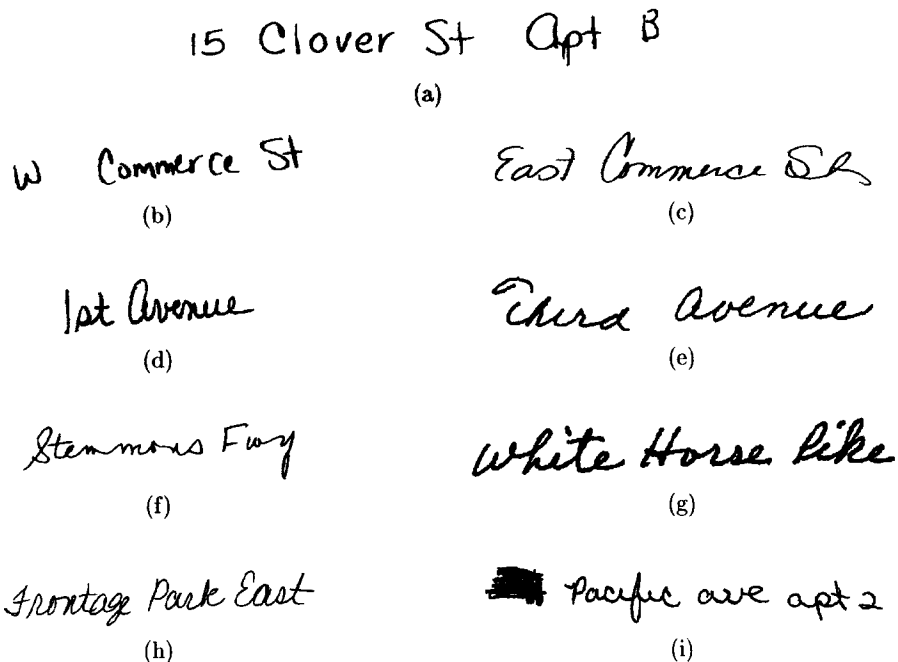 15 Clover St Apt B
(a)
W Commerce St
East Commerce St
(b)
(c)
1st Avenue
Third Avenue
(d)
(e)
Stemmons Fwy
White Horse Pike
(f)
(g)
Frontage Park East
Pacific ave apt 2
(h)
(i)